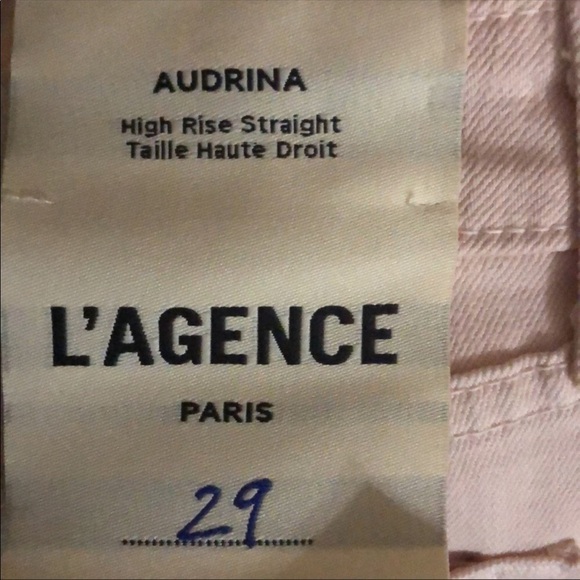 AUDRINA
High Rise Straight
Taille Haute Droit
L'AGENCE
PARIS
29